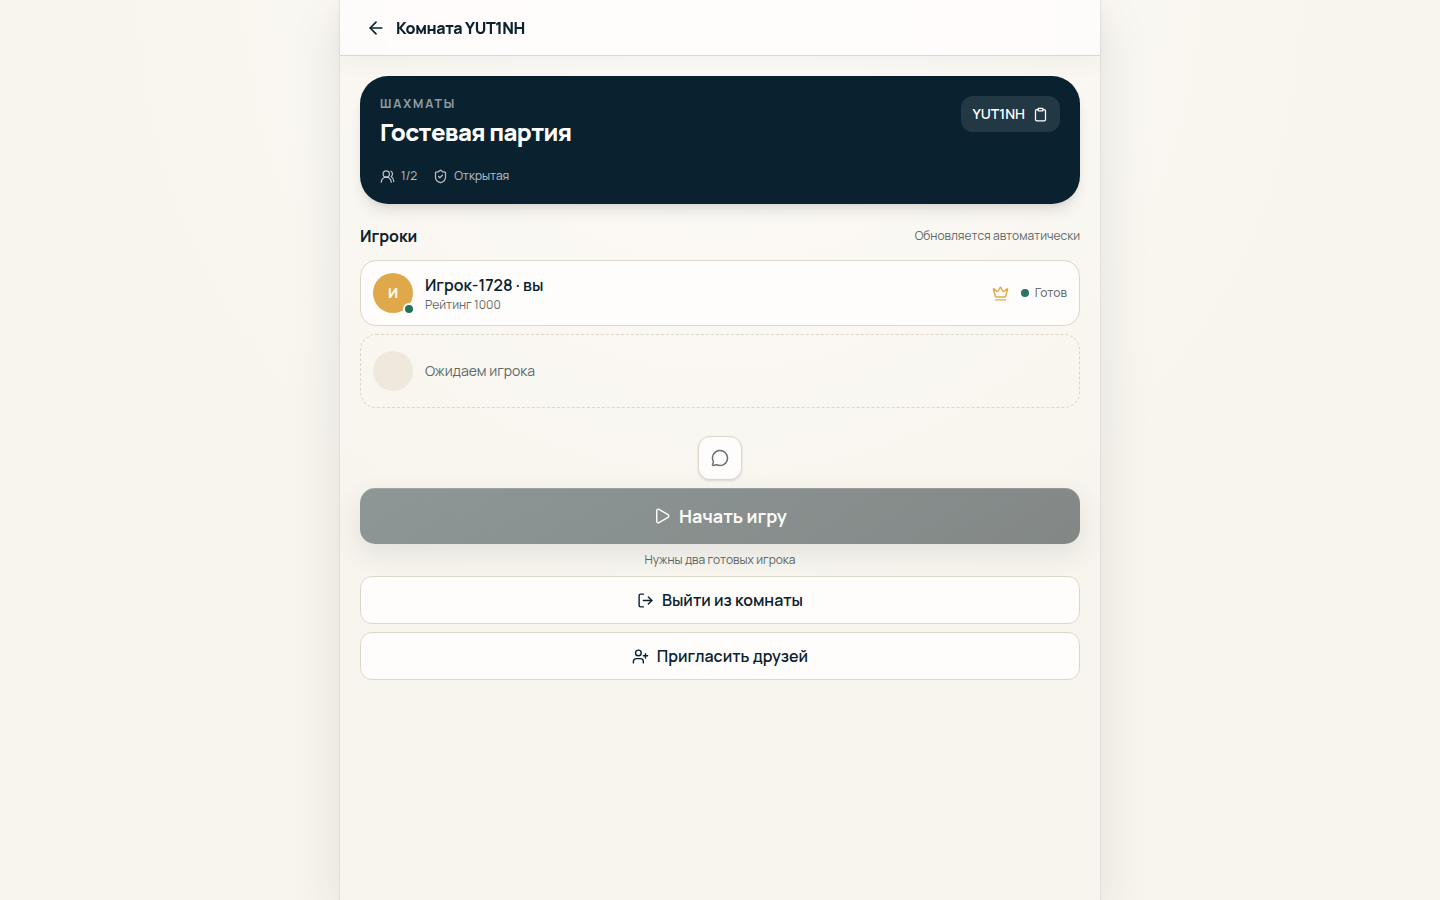 Комната YUT1NH
ШАХМАТЫ
Гостевая партия
YUT1NH
1/2
Открытая
Игроки
Обновляется автоматически
И
Игрок-1728 · вы
Рейтинг 1000
Готов
Ожидаем игрока
Начать игру
Нужны два готовых игрока
Выйти из комнаты
Пригласить друзей